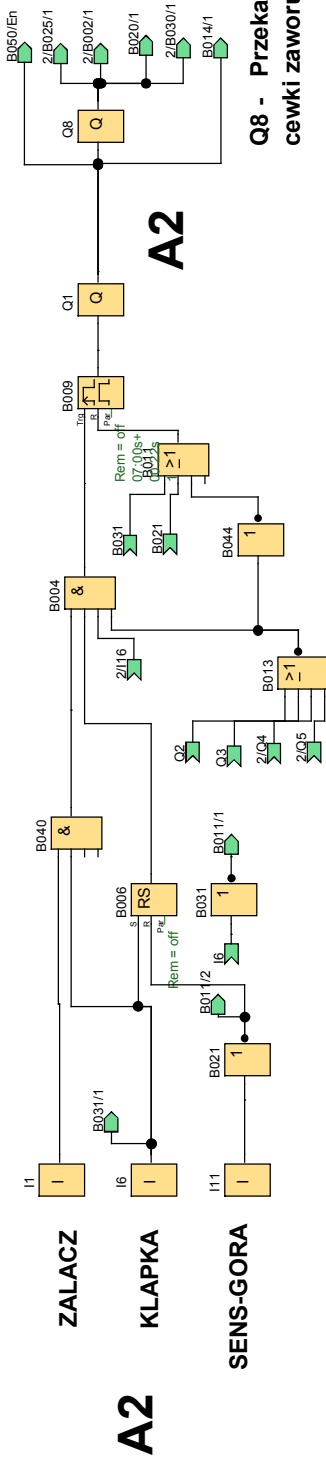 A2
ZALACZ
KLAPKA
SENS-GORA
I1
I
I6
I
I11
I
B031/1
B040
&
B006
RS
S
R
Par
Rem = off
B011/2
B021
1
B031
1
I6
B011/1
B004
&
2/I16
Q2
Q3
2/Q4
2/Q5
B013
>1
B044
1
B031
B021
B011
>1
B009
Trg
R
Par
Rem = off
07:00s+
00:22s
Q1
Q
A2
Q8
Q
B050/En
2/B025/1
2/B002/1
B020/1
2/B030/1
B014/1
Q8 - Przeka
cewki zaworu